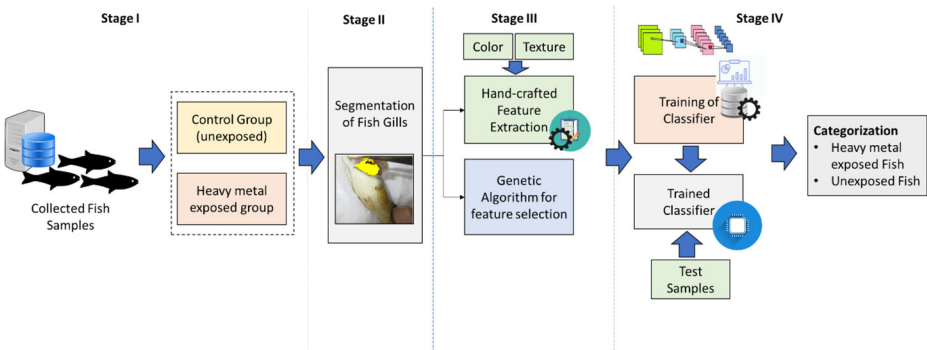 Stage I
Stage II
Stage III
Stage IV
Collected Fish
Samples
Control Group
(unexposed)
Heavy metal
exposed group
Segmentation
of Fish Gills
Color
Texture
Hand-crafted
Feature
Extraction
Genetic
Algorithm for
feature selection
Training of
Classifier
Trained
Classifier
Test
Samples
Categorization
• Heavy metal
exposed Fish
• Unexposed Fish